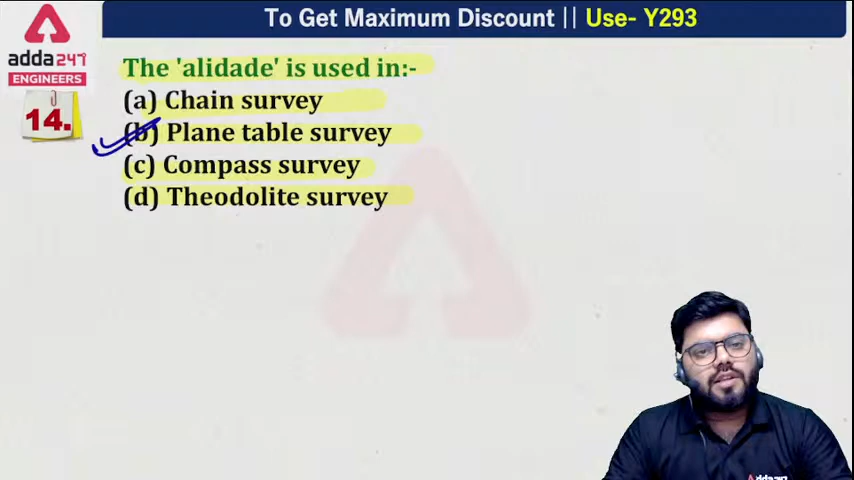 To Get Maximum Discount || Use- Y293
adda247
ENGINEERS
14.
The 'alidade' is used in:-
(a) Chain survey
(b) Plane table survey
(c) Compass survey
(d) Theodolite survey
Adda247